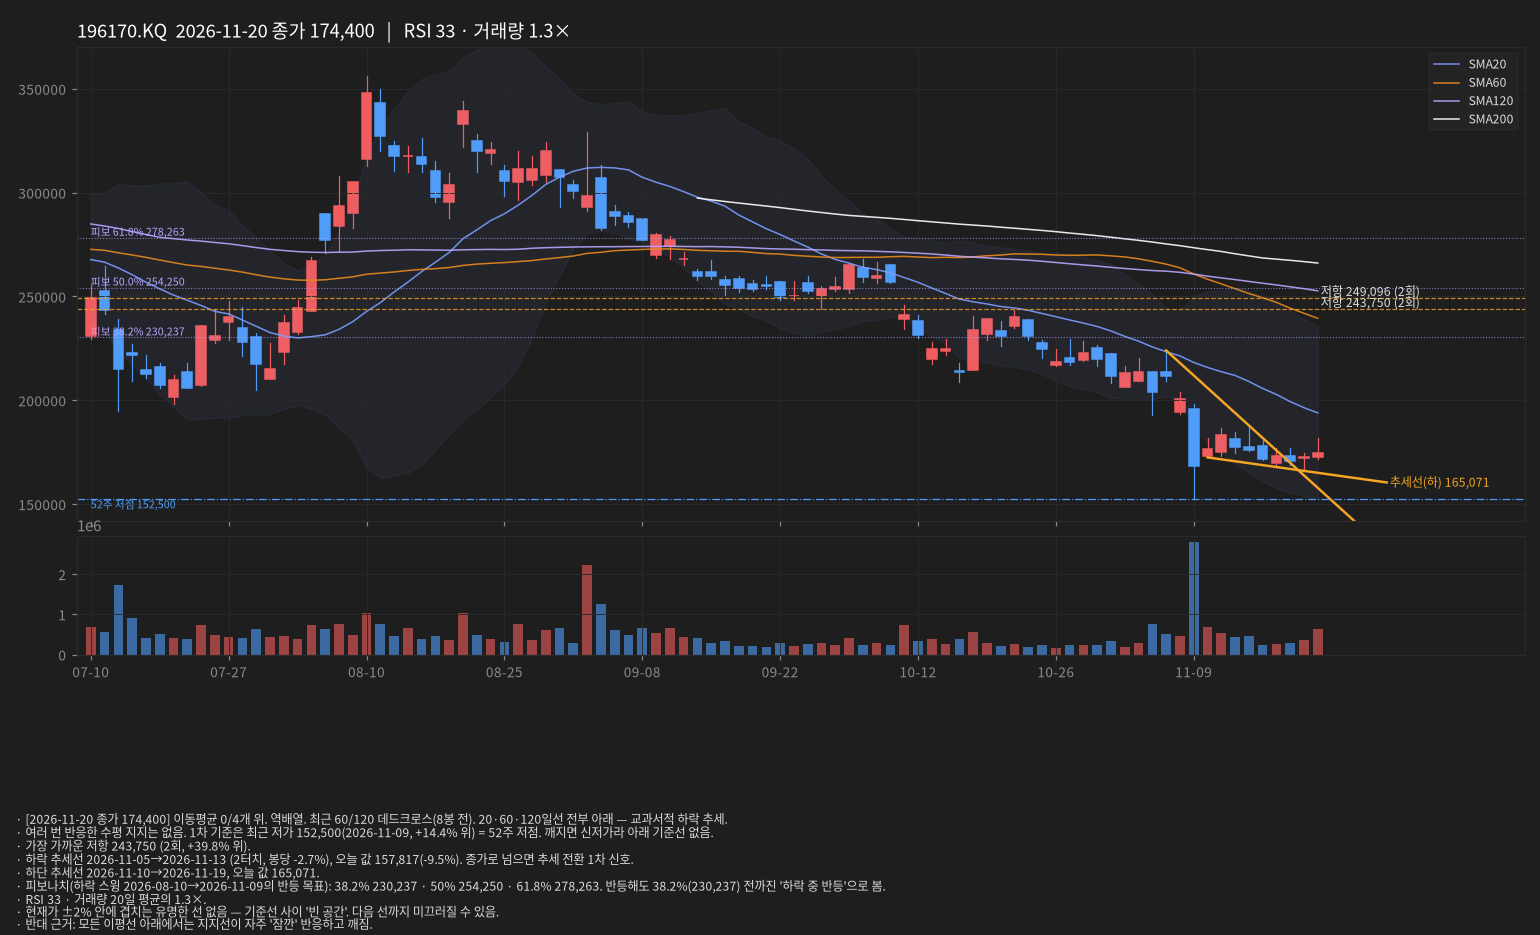 196170.KQ 2026-11-20 종가 174,400 | RSI 33 · 거래량 1.3×
SMA20
SMA60
SMA120
SMA200
350000
300000
250000
200000
150000
피보 61.8% 278,263
피보 50.0% 254,250
피보 38.2% 230,237
저항 249,096 (2회)
저항 243,750 (2회)
추세선(하) 165,071
52주 저점 152,500
1e6
2
1
0
07-10 07-27 08-10 08-25 09-08 09-22 10-12 10-26 11-09
· [2026-11-20 종가 174,400] 이동평균 0/4개 위. 역배열. 최근 60/120 데드크로스(8봉 전). 20·60·120일선 전부 아래 — 교과서적 하락 추세.
· 여러 번 반응한 수평 지지는 없음. 1차 기준은 최근 저가 152,500(2026-11-09, +14.4% 위) = 52주 저점. 깨지면 신저가라 아래 기준선 없음.
· 가장 가까운 저항 243,750 (2회, +39.8% 위).
· 하락 추세선 2026-11-05→2026-11-13 (2터치, 봉당 -2.7%), 오늘 값 157,817(-9.5%). 종가로 넘으면 추세 전환 1차 신호.
· 하단 추세선 2026-11-10→2026-11-19, 오늘 값 165,071.
· 피보나치(하락 스윙 2026-08-10→2026-11-09의 반등 목표): 38.2% 230,237 · 50% 254,250 · 61.8% 278,263. 반등해도 38.2%(230,237) 전까진 '하락 중 반등'으로 봄.
· RSI 33 · 거래량 20일 평균의 1.3×.
· 현재가 ±2% 안에 겹치는 유명한 선 없음 — 기준선 사이 '빈 공간'. 다음 선까지 미끄러질 수 있음.
· 반대 근거: 모든 이평선 아래에서는 지지선이 자주 '잠깐' 반응하고 깨짐.